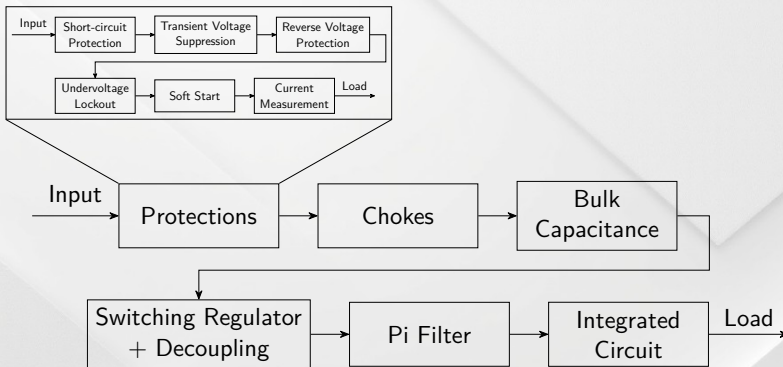 Input
Short-circuit
Protection
Transient Voltage
Suppression
Reverse Voltage
Protection
Undervoltage
Lockout
Soft Start
Current
Measurement
Load
Input
Protections
Chokes
Bulk
Capacitance
Switching Regulator
+ Decoupling
Pi Filter
Integrated
Circuit
Load